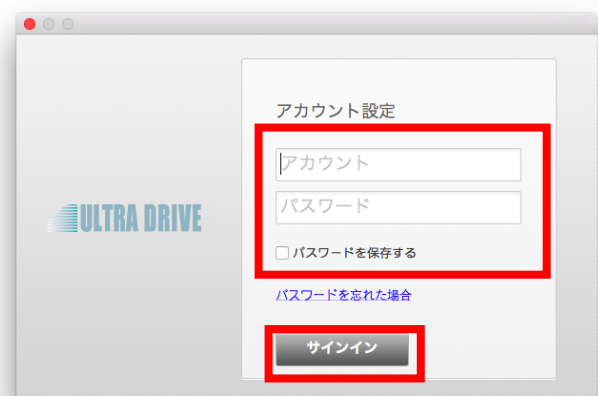 アカウント設定
アカウント
パスワード
ULTRA DRIVE
パスワードを保存する
パスワードを忘れた場合
サインイン